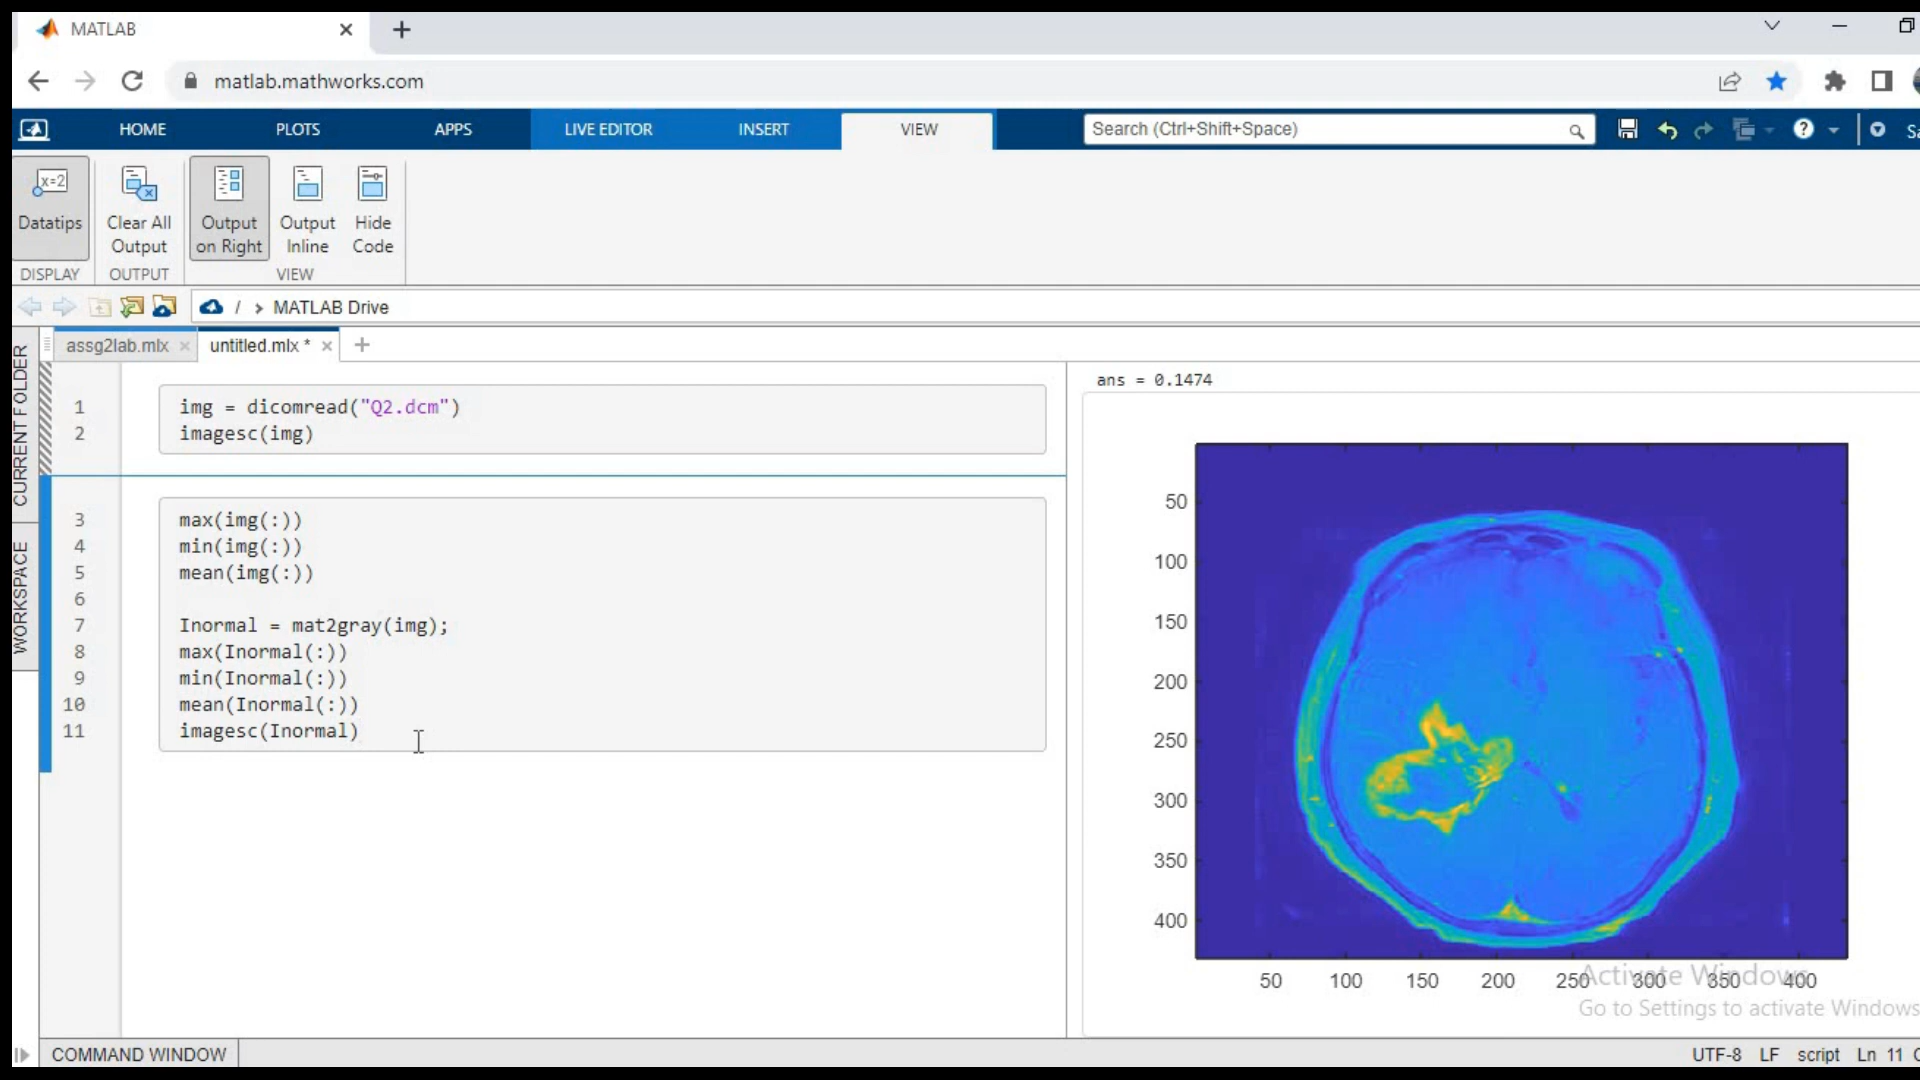 MATLAB
matlab.mathworks.com
HOME PLOTS APPS LIVE EDITOR INSERT VIEW Search (Ctrl+Shift+Space)
x=2
Datatips Clear All Output Output on Right Output Inline Hide Code
DISPLAY OUTPUT VIEW
/ > MATLAB Drive
CURRENT FOLDER
WORKSPACE
assg2lab.mlx untitled.mlx *
1 img = dicomread("Q2.dcm")
2 imagesc(img)
3 max(img(:))
4 min(img(:))
5 mean(img(:))
6
7 Inormal = mat2gray(img);
8 max(Inormal(:))
9 min(Inormal(:))
10 mean(Inormal(:))
11 imagesc(Inormal)
ans = 0.1474
50
100
150
200
250
300
350
400
50 100 150 200 250 300 350 400
Activate Windows
Go to Settings to activate Windows
COMMAND WINDOW
UTF-8 LF script Ln 11